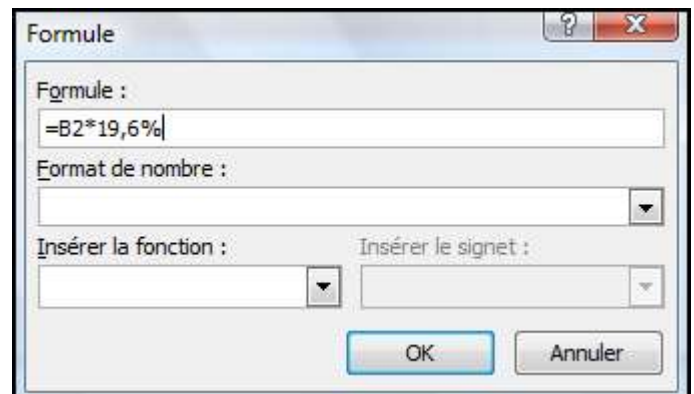 Formule
Formule :
=B2*19,6%
Format de nombre :
Insérer la fonction :
Insérer le signet :
OK
Annuler